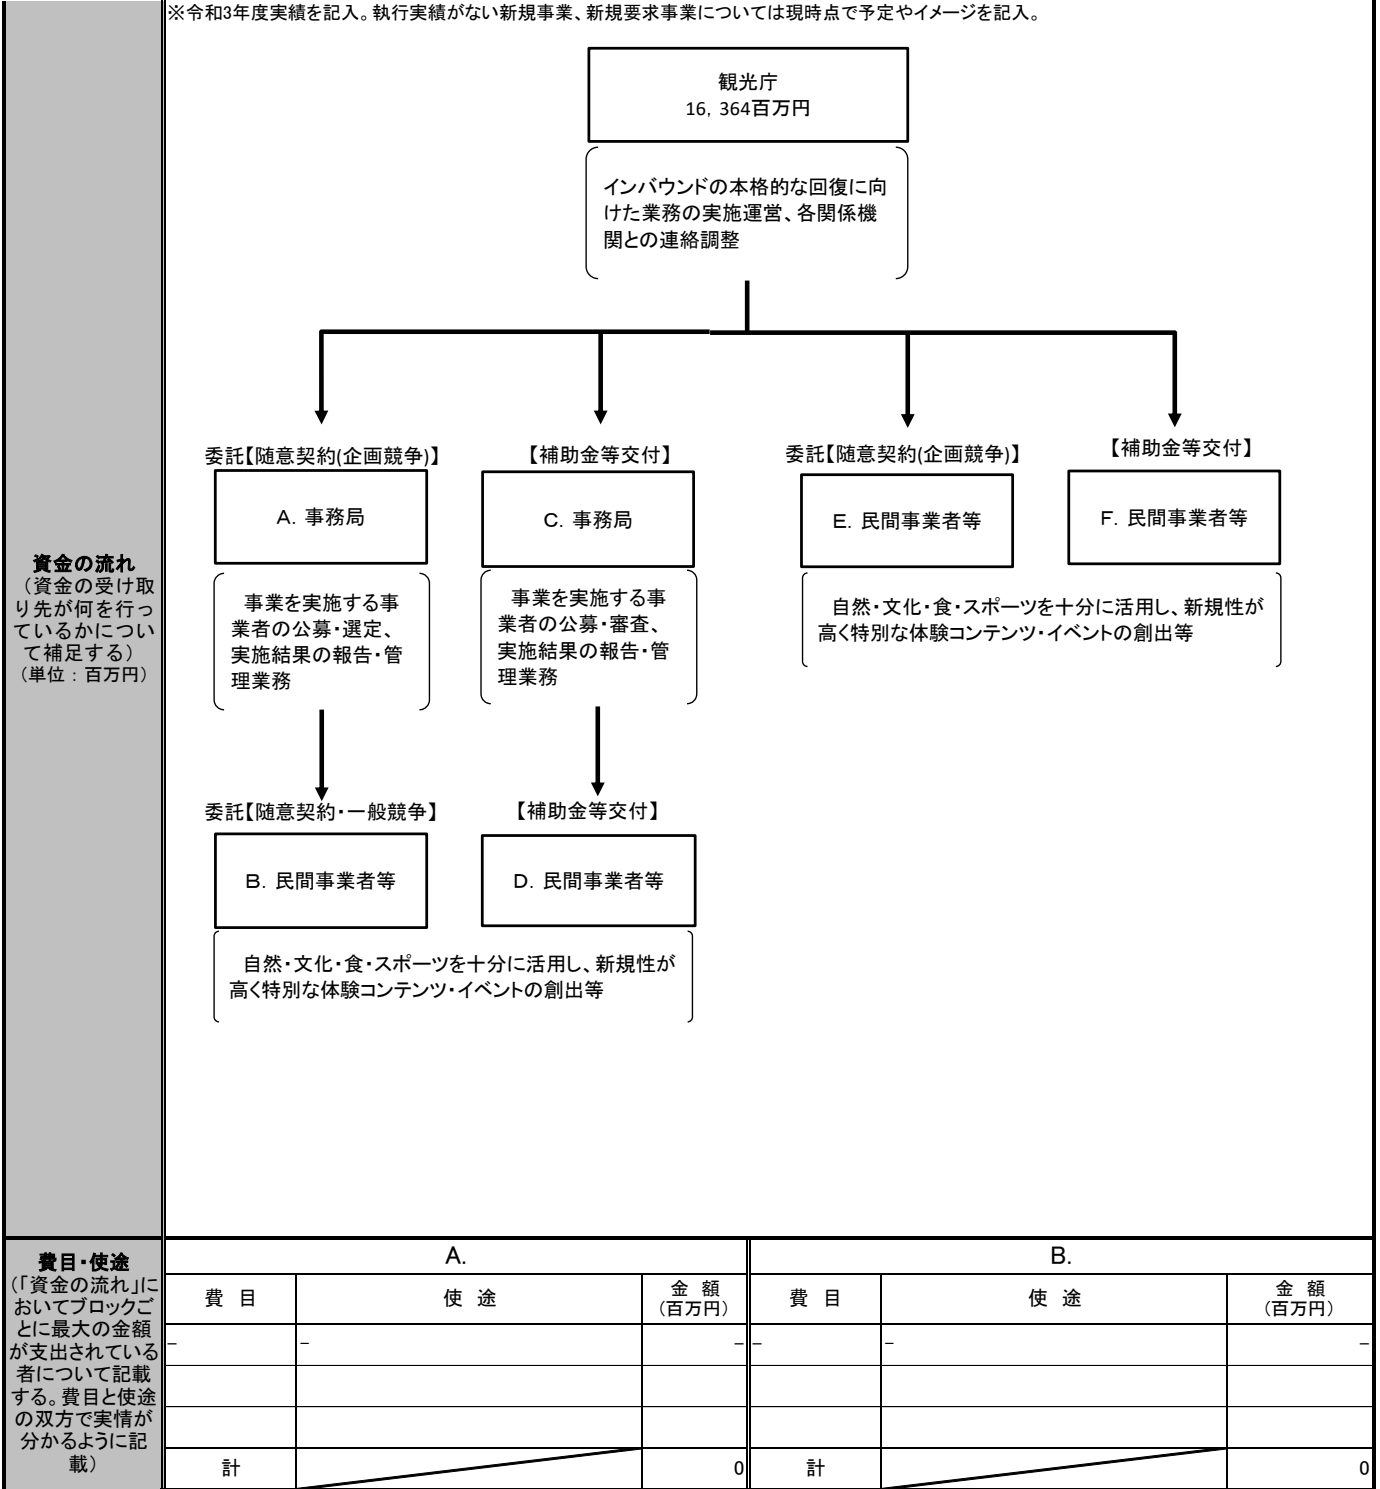 ※令和3年度実績を記入。執行実績がない新規事業、新規要求事業については現時点で予定やイメージを記入。
観光庁
16,364百万円
インバウンドの本格的な回復に向
けた業務の実施運営、各関係機
関との連絡調整
委託【随意契約(企画競争)】
【補助金等交付】
委託【随意契約(企画競争)】
【補助金等交付】
A. 事務局
C. 事務局
E. 民間事業者等
F. 民間事業者等
事業を実施する事
業者の公募・選定、
実施結果の報告・管
理業務
事業を実施する事
業者の公募・審査、
実施結果の報告・管
理業務
自然・文化・食・スポーツを十分に活用し、新規性が
高く特別な体験コンテンツ・イベントの創出等
委託【随意契約・一般競争】
【補助金等交付】
B. 民間事業者等
D. 民間事業者等
自然・文化・食・スポーツを十分に活用し、新規性が
高く特別な体験コンテンツ・イベントの創出等
資金の流れ
(資金の受け取
り先が何を行っ
ているかについ
て補足する)
(単位:百万円)
費目・使途
(「資金の流れ」に
おいてブロックご
とに最大の金額
が支出されている
者について記載
する。費目と使途
の双方で実情が
分かるように記
載)
A.
B.
費 目
使 途
金 額
(百万円)
費 目
使 途
金 額
(百万円)
- - - - - -
計 0 計 0